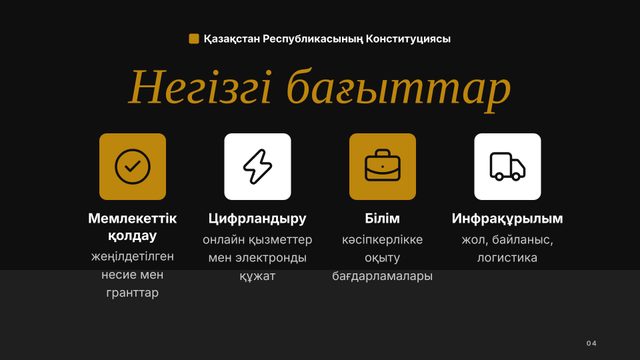 Қазақстан Республикасының Конституциясы
Негізгі бағыттар
Мемлекеттік
қолдау
жеңілдетілген
несие мен
гранттар
Цифрландыру
онлайн қызметтер
мен электронды
құжат
Білім
кәсіпкерлікке
оқыту
бағдарламалары
Инфрақұрылым
жол, байланыс,
логистика
04